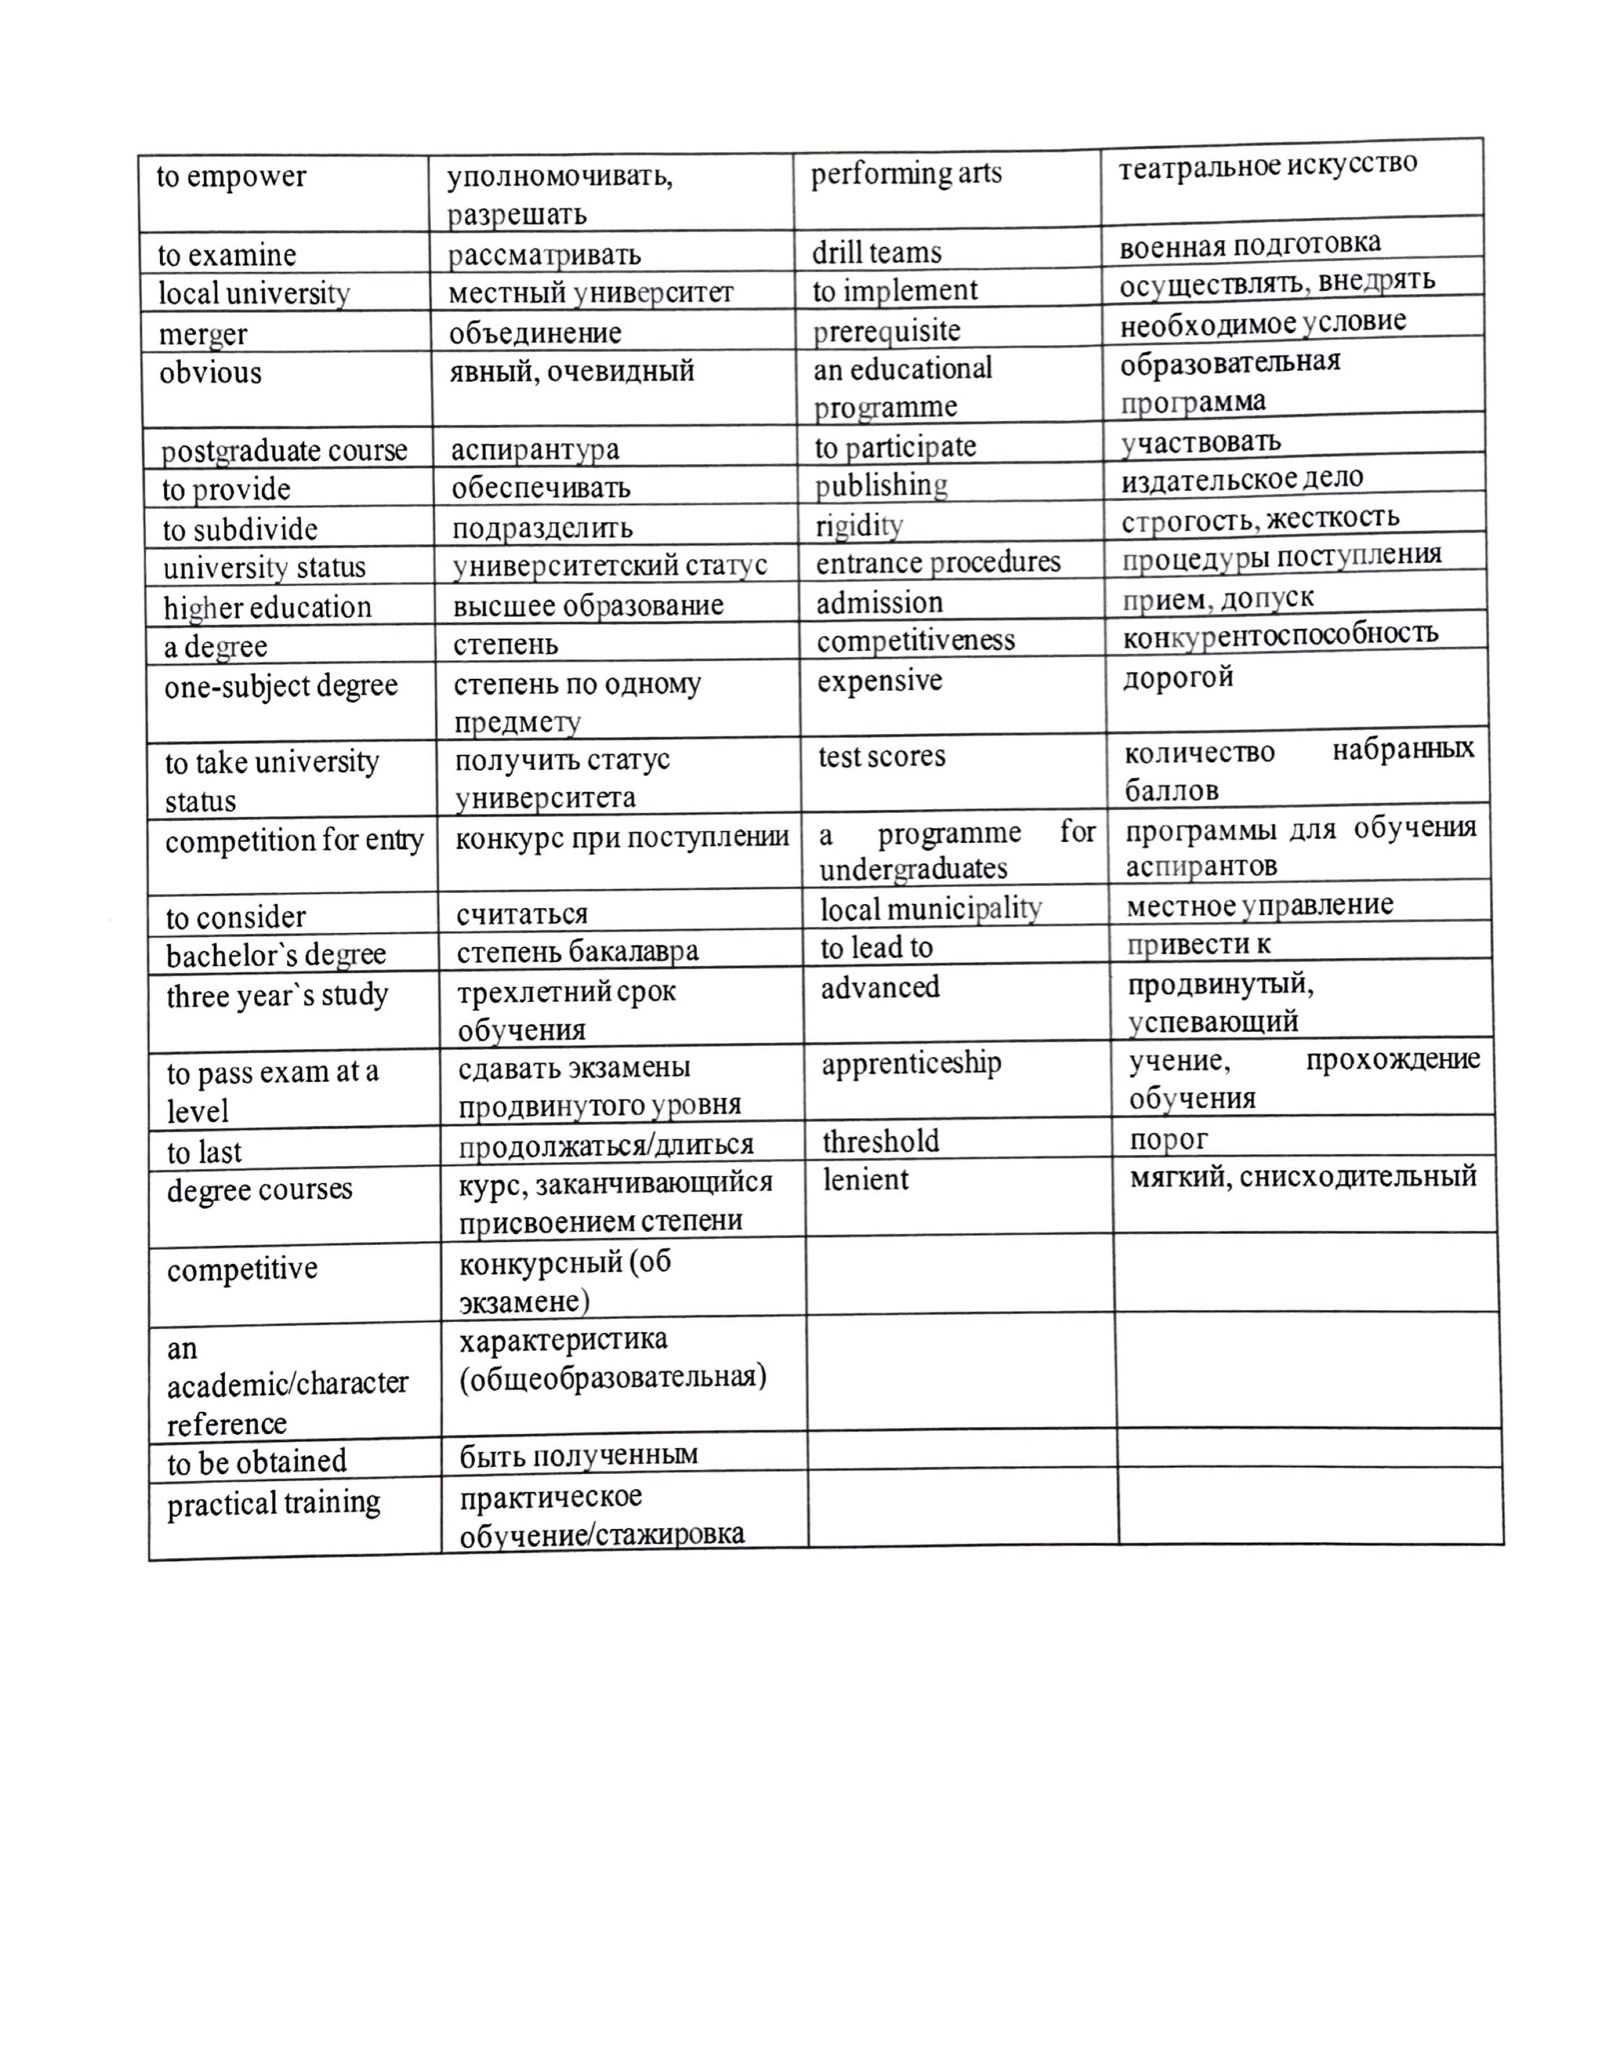 to empower уполномочивать, performing arts театральное искусство
разрешать
to examine рассматривать drill teams военная подготовка
local university местный университет to implement осуществлять, внедрять
merger объединение prerequisite необходимое условие
obvious явный, очевидный an educational образовательная
programme программа
postgraduate course аспирантура to participate участвовать
to provide обеспечивать publishing издательское дело
to subdivide подразделить rigidity строгость, жесткость
university status университетский статус entrance procedures процедуры поступления
higher education высшее образование admission прием, допуск
a degree степень competitiveness конкурентоспособность
one-subject degree степень по одному expensive дорогой
предмету
to take university получить статус test scores количество набранных
status университета баллов
competition for entry конкурс при поступлении a programme for программы для обучения
undergraduates аспирантов
to consider считаться local municipality местное управление
bachelor`s degree степень бакалавра to lead to привести к
three year`s study трехлетний срок advanced продвинутый,
обучения успевающий
to pass exam at a сдавать экзамены apprenticeship учение, прохождение
level продвинутого уровня обучения
to last продолжаться/длиться threshold порог
degree courses курс, заканчивающийся lenient мягкий, снисходительный
присвоением степени
competitive конкурсный (об
экзамене)
an характеристика
academic/character (общеобразовательная)
reference
to be obtained быть полученным
practical training практическое
обучение/стажировка